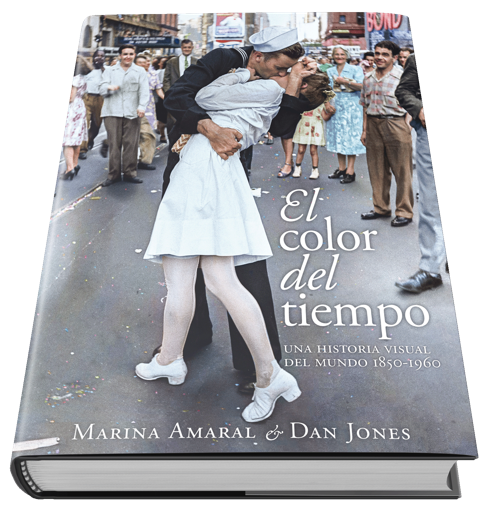 BOND
El
color
del
tiempo
UNA HISTORIA VISUAL
DEL MUNDO 1850-1960
MARINA AMARAL & DAN JONES